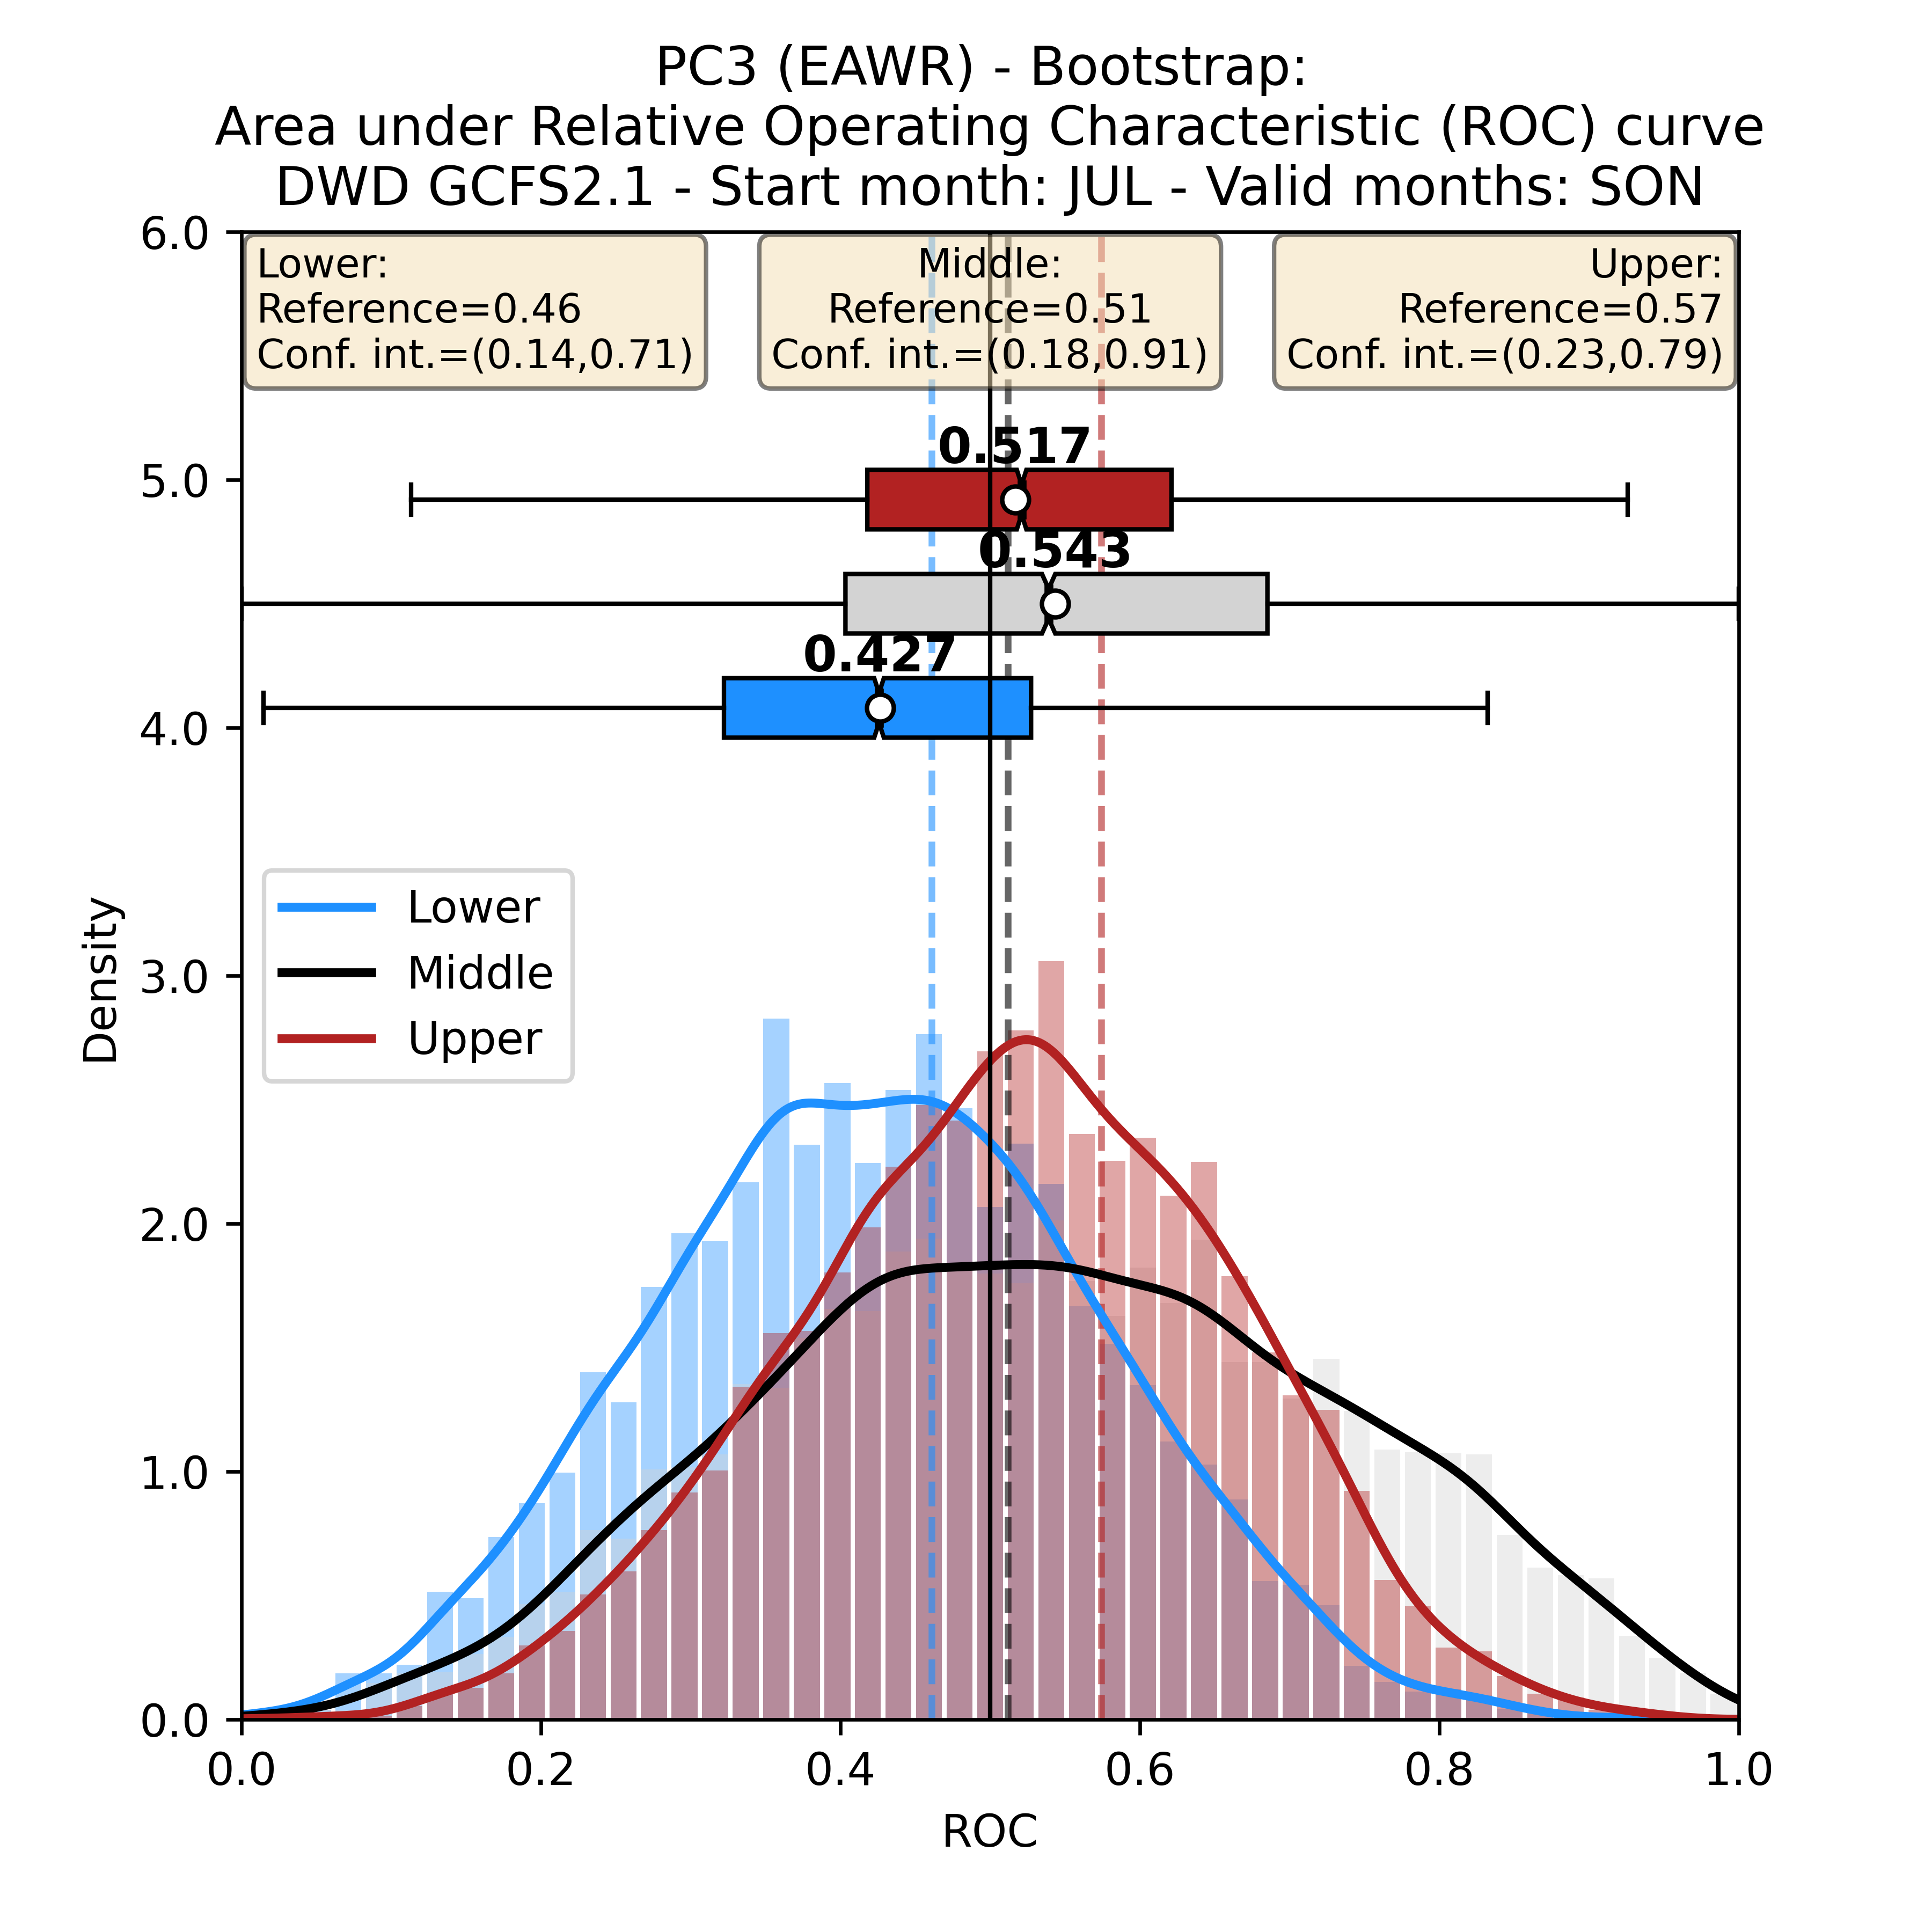 PC3 (EAWR) - Bootstrap:
Area under Relative Operating Characteristic (ROC) curve
DWD GCFS2.1 - Start month: JUL - Valid months: SON
Lower:
Reference=0.46
Conf. int.=(0.14,0.71)
Middle:
Reference=0.51
Conf. int.=(0.18,0.91)
Upper:
Reference=0.57
Conf. int.=(0.23,0.79)
0.517
0.543
0.427
Lower
Middle
Upper
Density
6.0
5.0
4.0
3.0
2.0
1.0
0.0
0.0 0.2 0.4 0.6 0.8 1.0
ROC